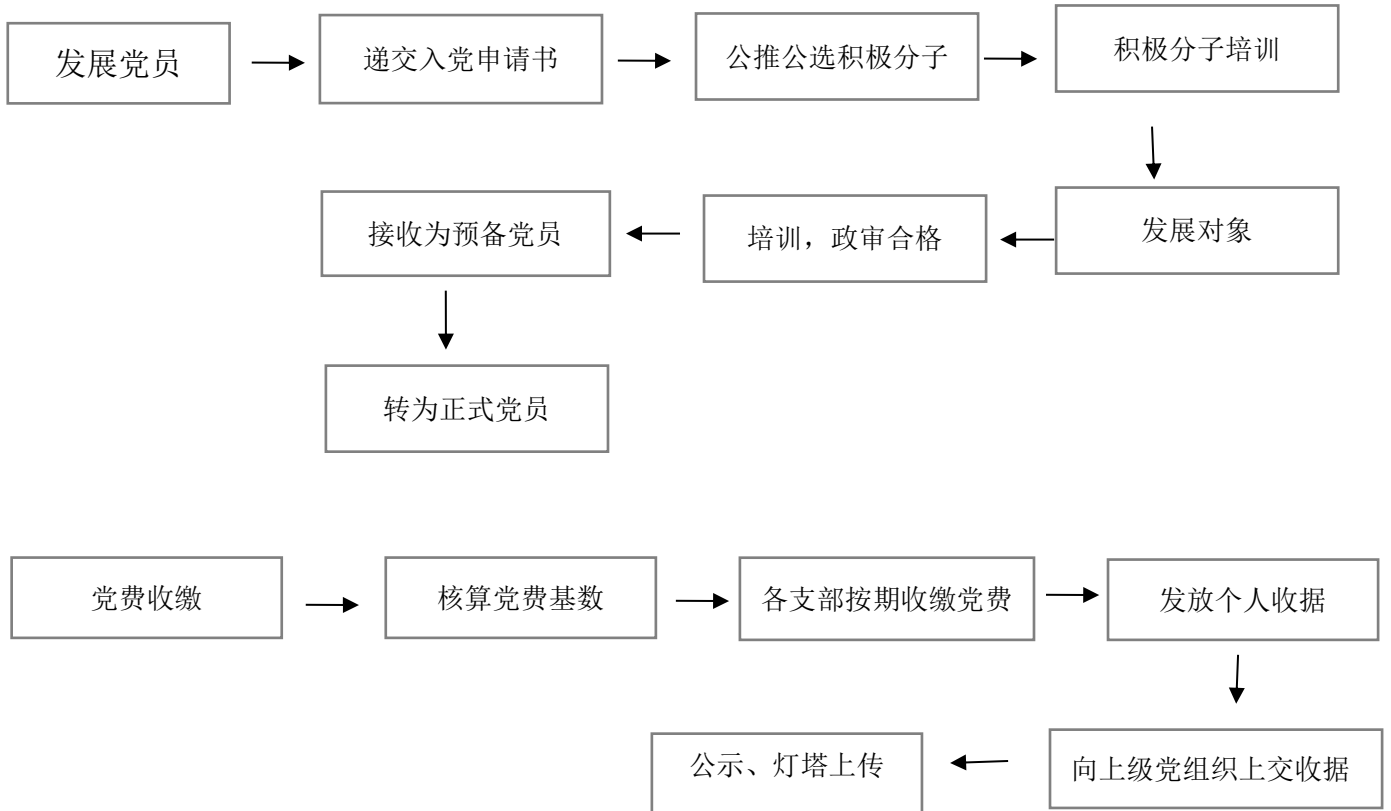 发展党员
递交入党申请书
公推公选积极分子
积极分子培训
发展对象
培训，政审合格
接收为预备党员
转为正式党员
党费收缴
核算党费基数
各支部按期收缴党费
发放个人收据
向上级党组织上交收据
公示、灯塔上传